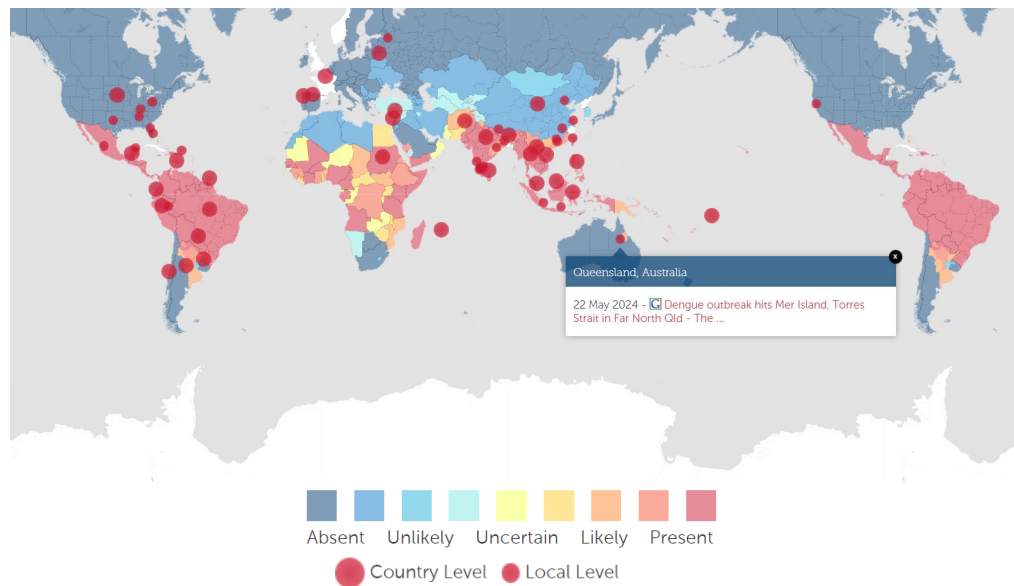 x
Queensland, Australia
22 May 2024 - G Dengue outbreak hits Mer Island, Torres
Strait in Far North Qld - The ...
Absent Unlikely Uncertain Likely Present
Country Level Local Level